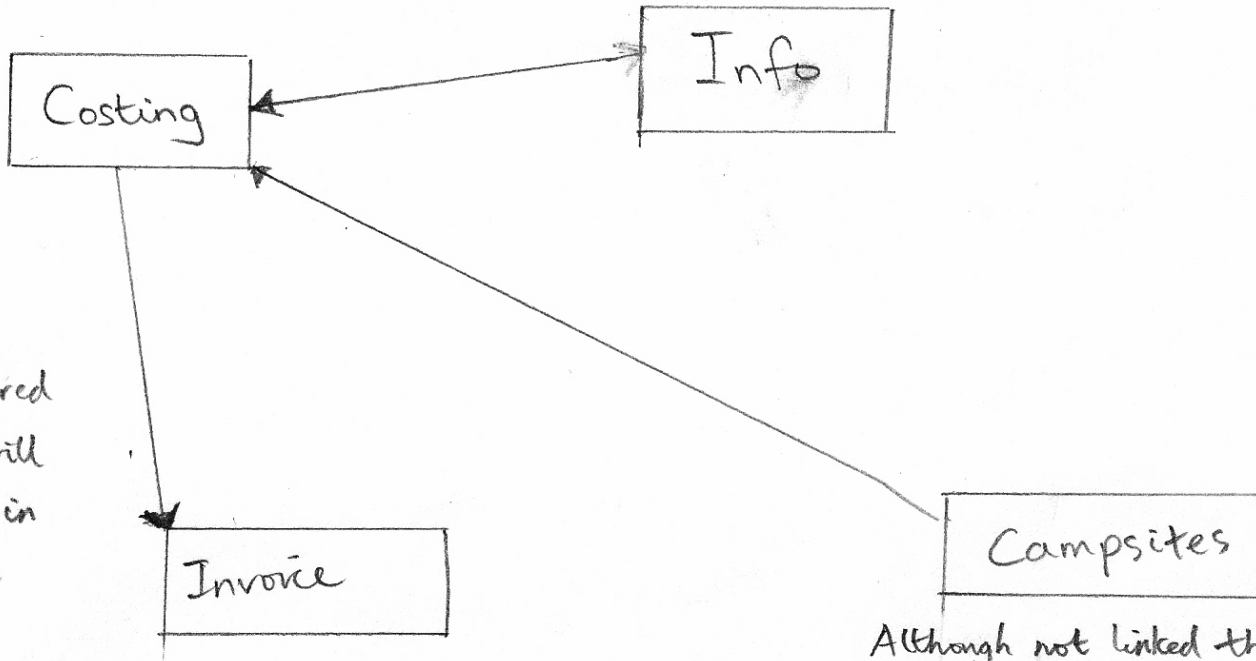 Info
Costing
red
ill
in
Invoice
Campsites
Although not linked th